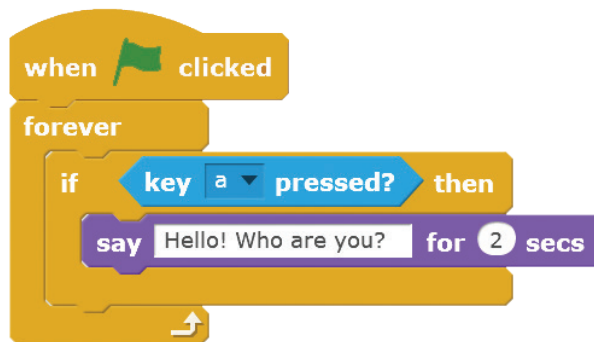 when clicked
forever
if key a pressed? then
say Hello! Who are you? for 2 secs